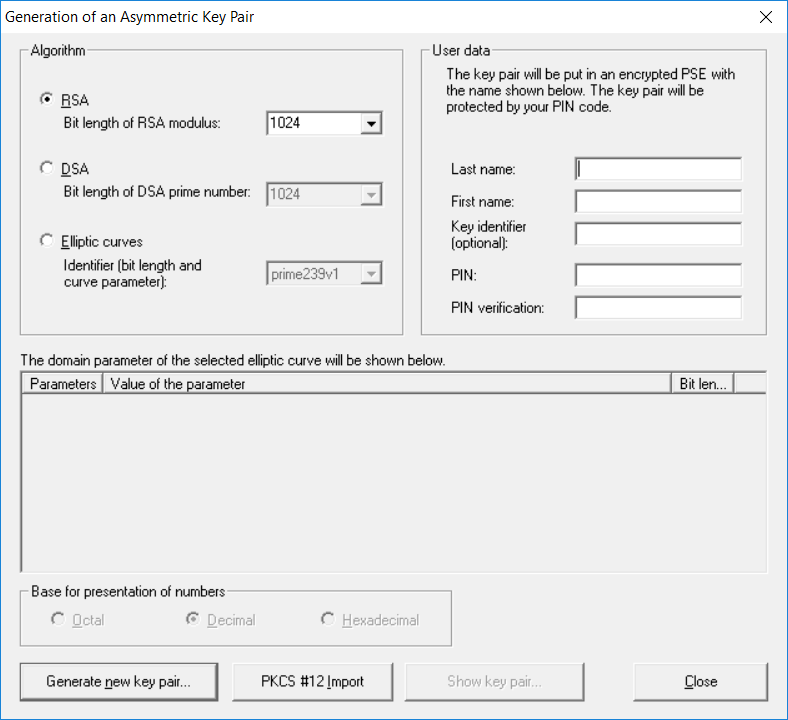 Generation of an Asymmetric Key Pair
Algorithm
RSA
Bit length of RSA modulus:
1024
DSA
Bit length of DSA prime number:
1024
Elliptic curves
Identifier (bit length and
curve parameter):
prime239v1
User data
The key pair will be put in an encrypted PSE with
the name shown below. The key pair will be
protected by your PIN code.
Last name:
First name:
Key identifier
(optional):
PIN:
PIN verification:
The domain parameter of the selected elliptic curve will be shown below.
Parameters
Value of the parameter
Bit len...
Base for presentation of numbers
Octal
Decimal
Hexadecimal
Generate new key pair...
PKCS #12 Import
Show key pair...
Close